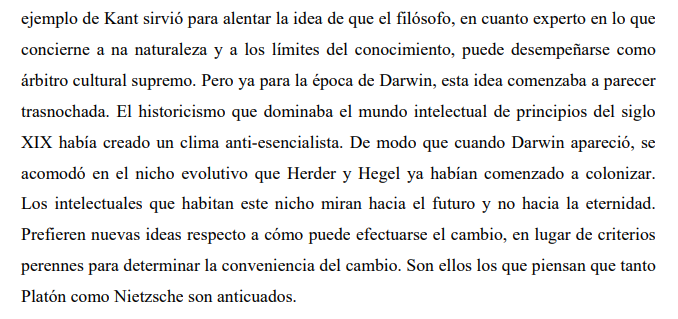 ejemplo de Kant sirvió para alentar la idea de que el filósofo, en cuanto experto en lo que
concierne a na naturaleza y a los límites del conocimiento, puede desempeñarse como
árbitro cultural supremo. Pero ya para la época de Darwin, esta idea comenzaba a parecer
trasnochada. El historicismo que dominaba el mundo intelectual de principios del siglo
XIX había creado un clima anti-esencialista. De modo que cuando Darwin apareció, se
acomodó en el nicho evolutivo que Herder y Hegel ya habían comenzado a colonizar.
Los intelectuales que habitan este nicho miran hacia el futuro y no hacia la eternidad.
Prefieren nuevas ideas respecto a cómo puede efectuarse el cambio, en lugar de criterios
perennes para determinar la conveniencia del cambio. Son ellos los que piensan que tanto
Platón como Nietzsche son anticuados.